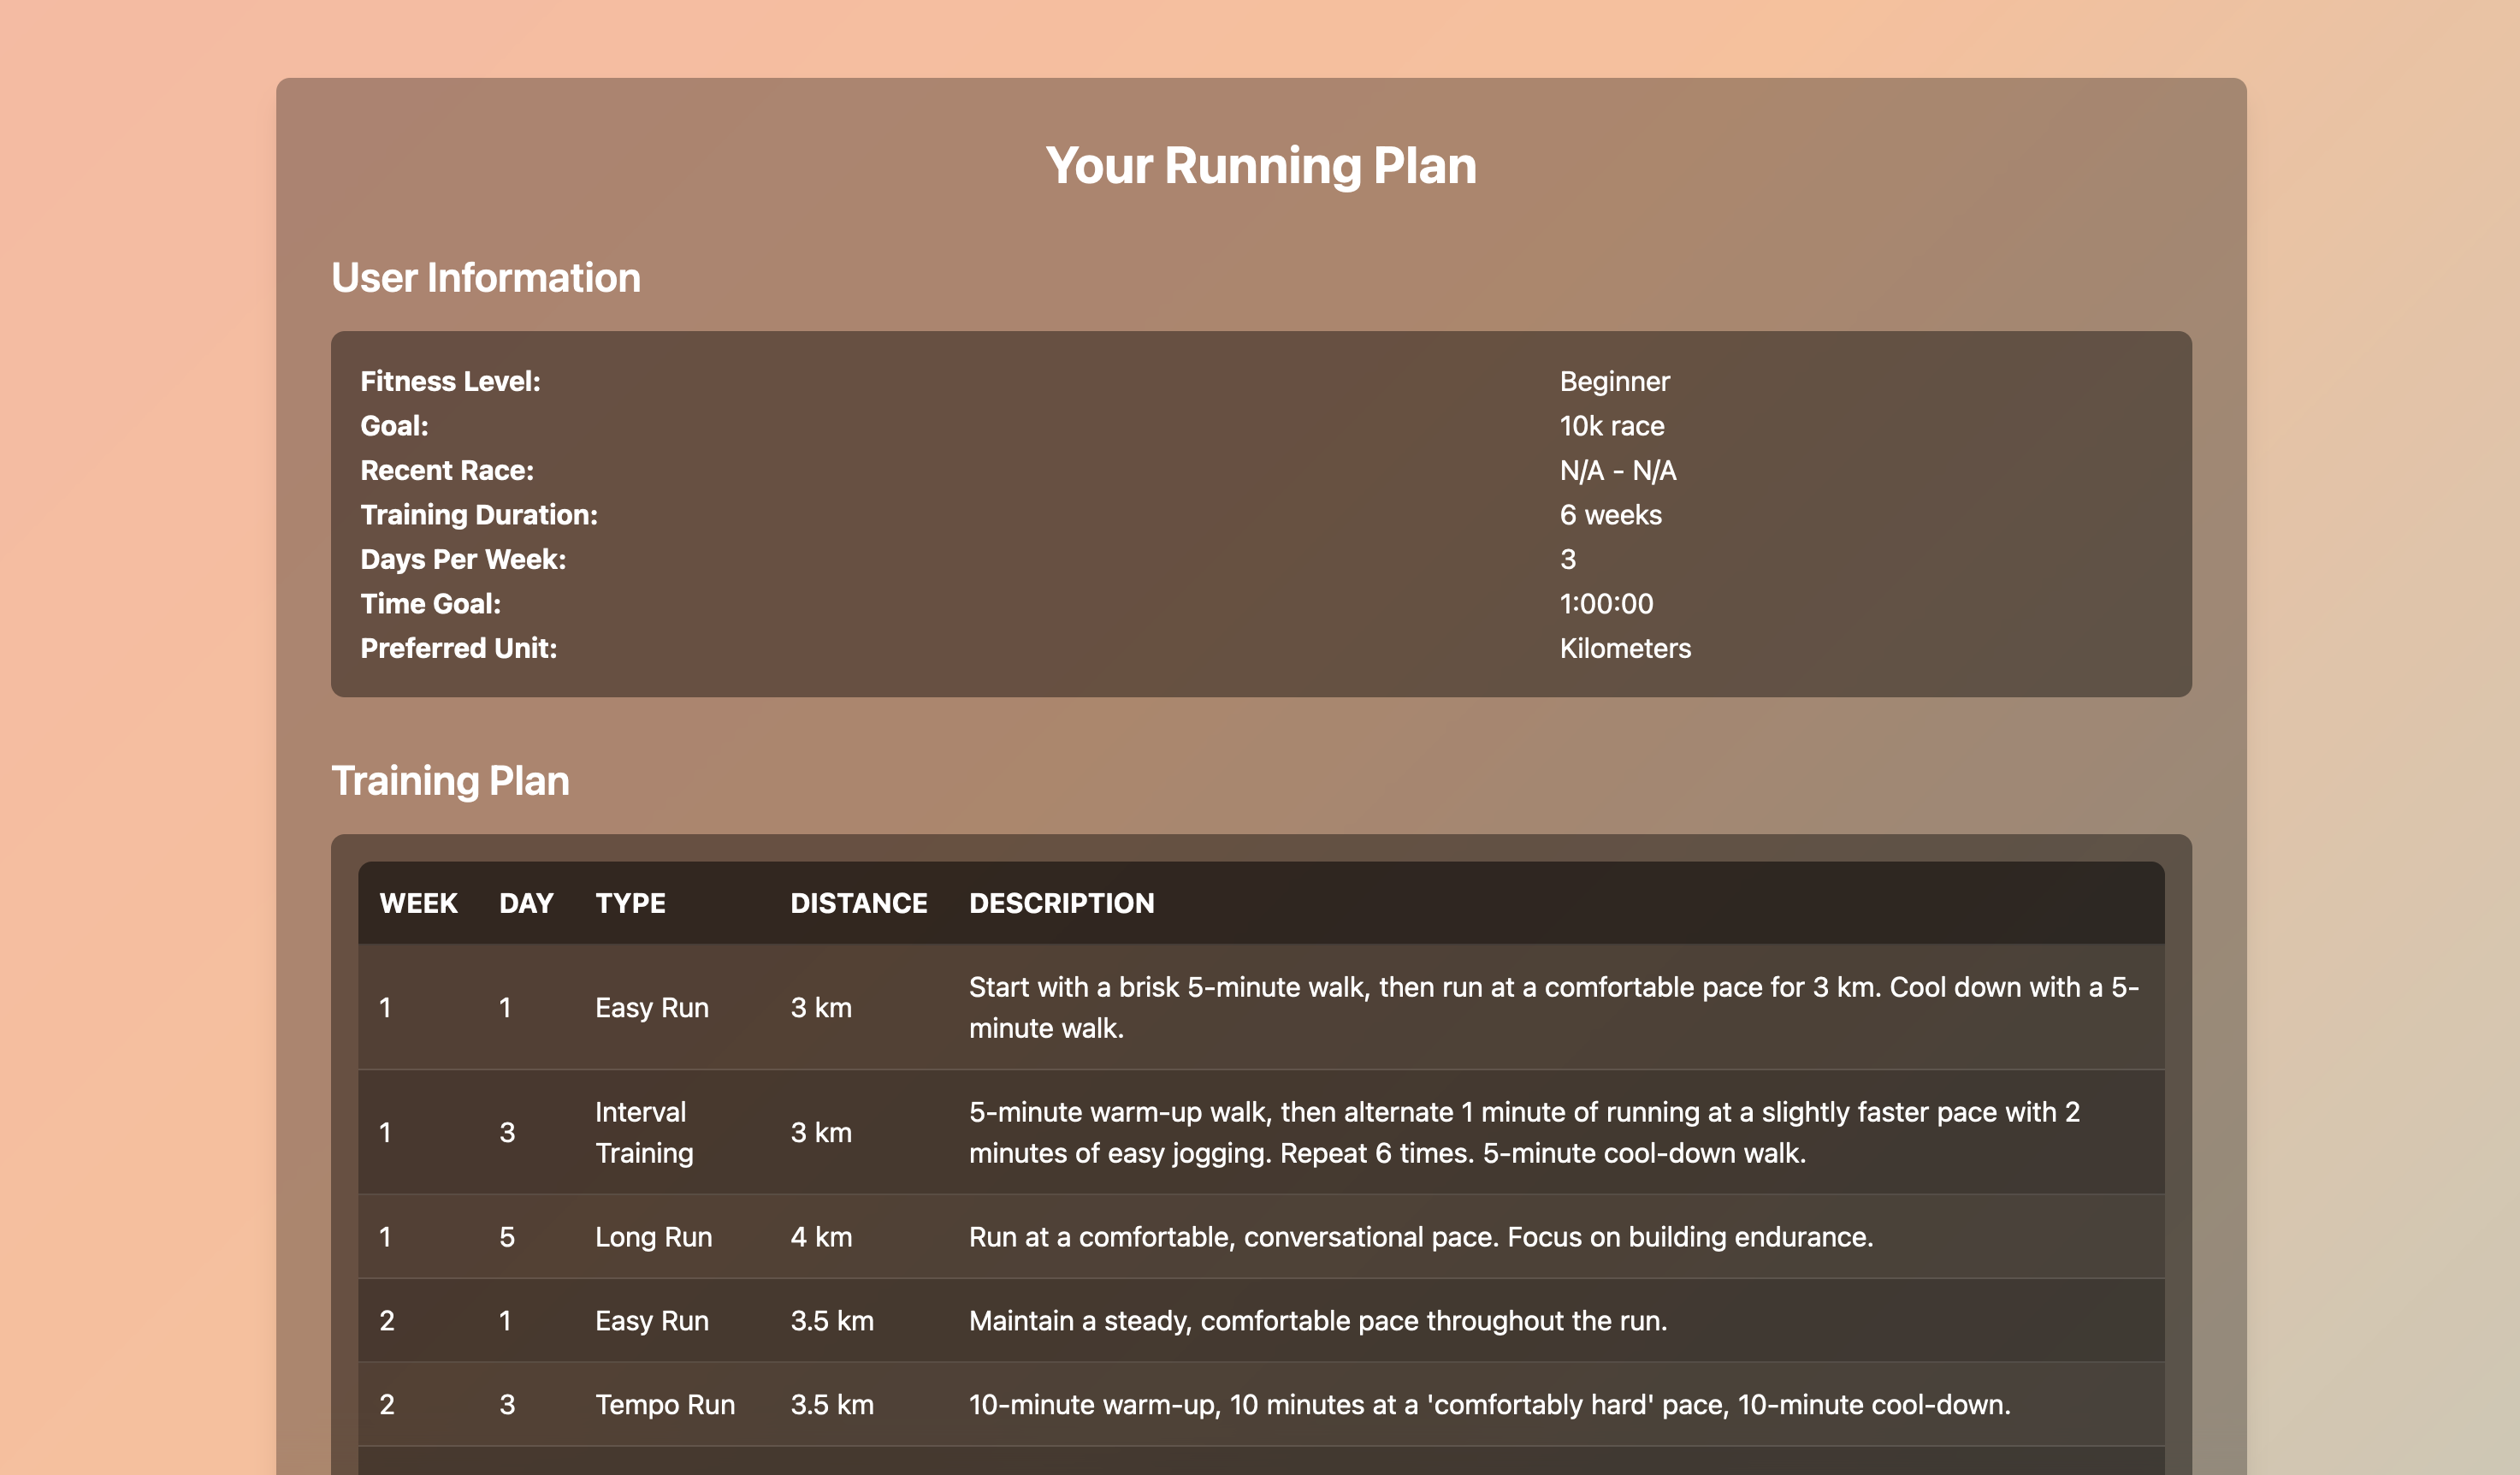 Your Running Plan
User Information
Fitness Level: Beginner
Goal: 10k race
Recent Race: N/A - N/A
Training Duration: 6 weeks
Days Per Week: 3
Time Goal: 1:00:00
Preferred Unit: Kilometers
Training Plan
WEEK DAY TYPE DISTANCE DESCRIPTION
1 1 Easy Run 3 km Start with a brisk 5-minute walk, then run at a comfortable pace for 3 km. Cool down with a 5-
minute walk.
1 3 Interval
Training 3 km 5-minute warm-up walk, then alternate 1 minute of running at a slightly faster pace with 2
minutes of easy jogging. Repeat 6 times. 5-minute cool-down walk.
1 5 Long Run 4 km Run at a comfortable, conversational pace. Focus on building endurance.
2 1 Easy Run 3.5 km Maintain a steady, comfortable pace throughout the run.
2 3 Tempo Run 3.5 km 10-minute warm-up, 10 minutes at a 'comfortably hard' pace, 10-minute cool-down.